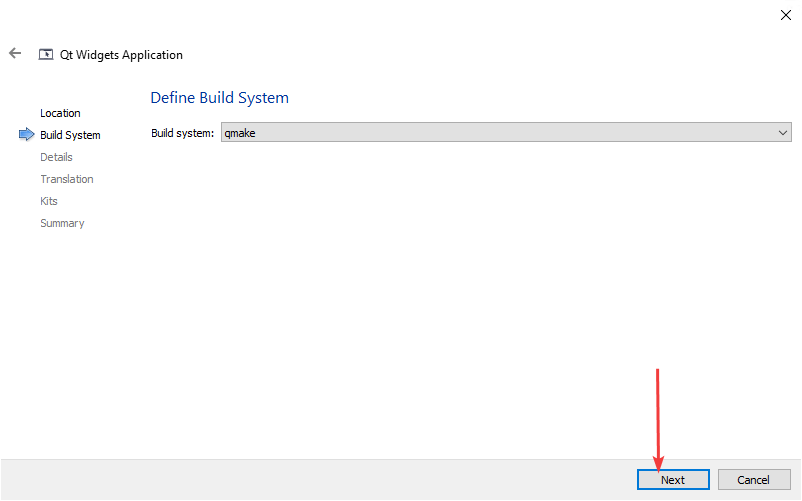 Qt Widgets Application
Location
Build System
Details
Translation
Kits
Summary
Define Build System
Build system: qmake
Next Cancel